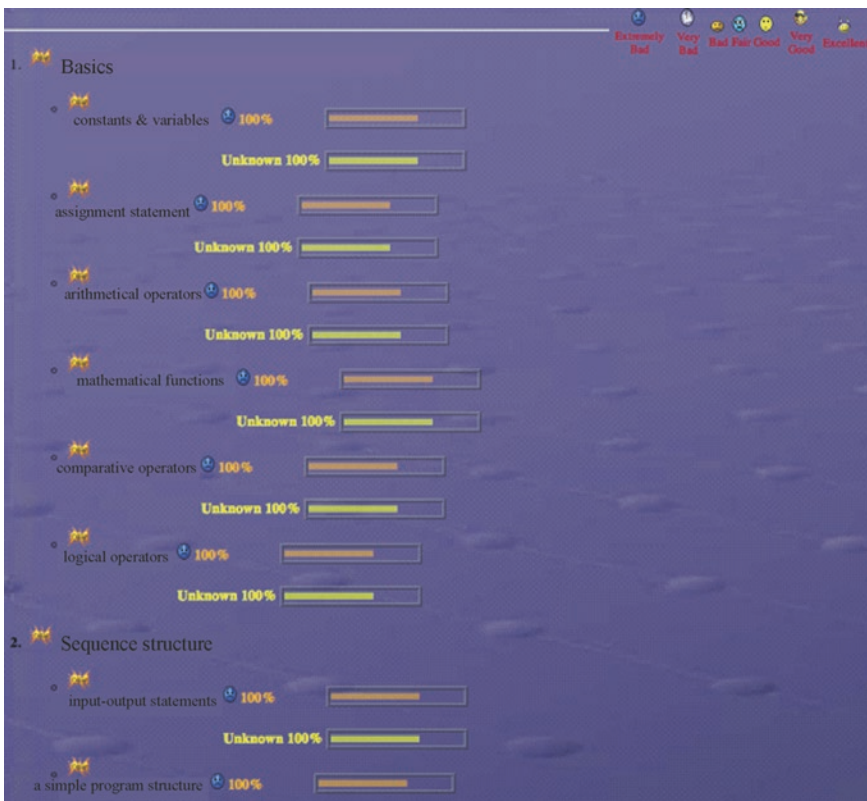 Extremely Bad Very Bad Bad Fair Good Very Good Excellent
1. Basics
constants & variables 100%
Unknown 100%
assignment statement 100%
Unknown 100%
arithmetical operators 100%
Unknown 100%
mathematical functions 100%
Unknown 100%
comparative operators 100%
Unknown 100%
logical operators 100%
Unknown 100%
2. Sequence structure
input-output statements 100%
Unknown 100%
a simple program structure 100%